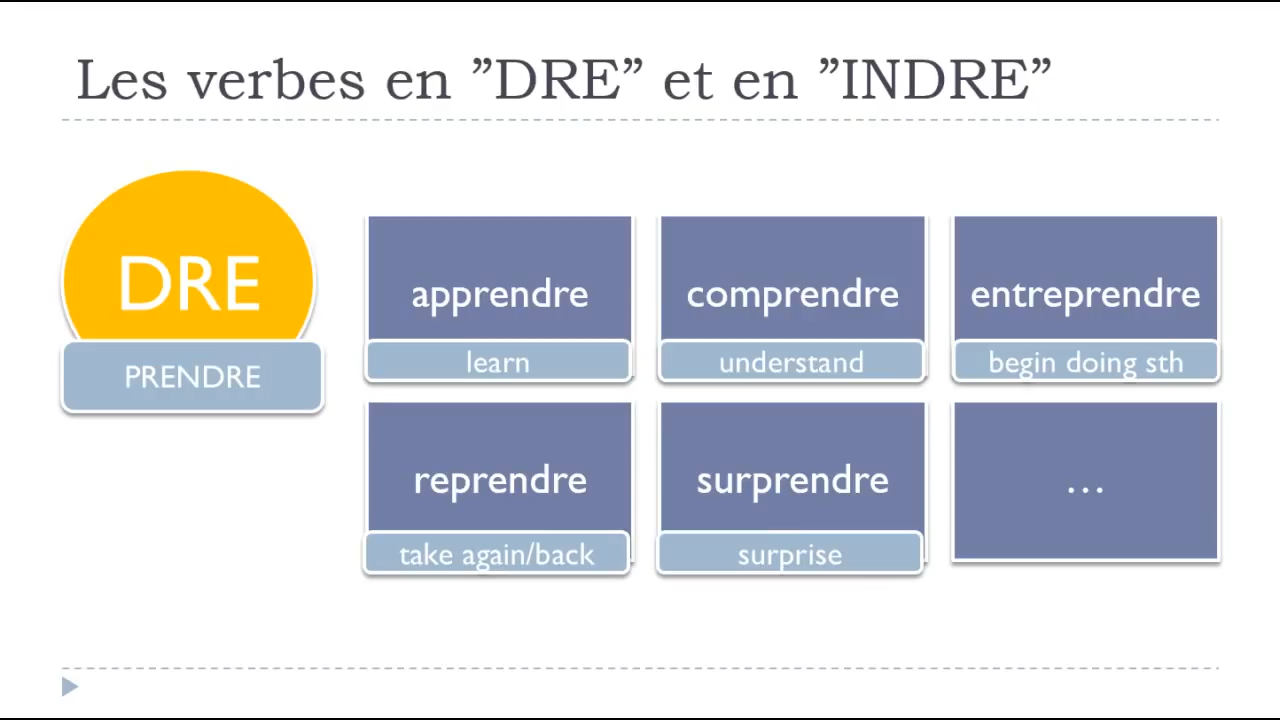 Les verbes en ”DRE” et en ”INDRE”
DRE
PRENDRE
apprendre
learn
comprendre
understand
entreprendre
begin doing sth
reprendre
take again/back
surprendre
surprise
…